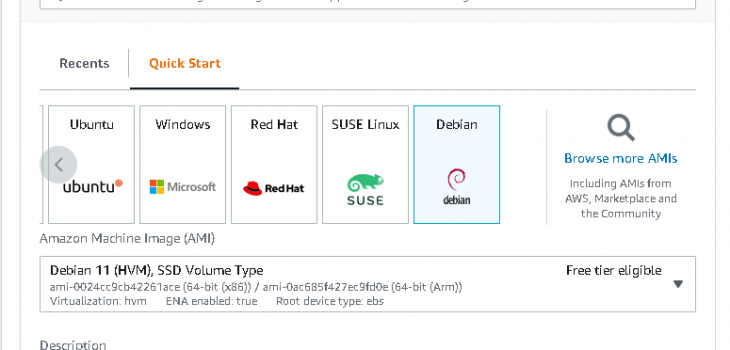 Recents
Quick Start
Ubuntu
Windows
Red Hat
SUSE Linux
Debian
ubuntu
Microsoft
RedHat
SUSE
debian
Browse more AMIs
Including AMIs from
AWS, Marketplace and
the Community
Amazon Machine Image (AMI)
Debian 11 (HVM), SSD Volume Type
Free tier eligible
ami-0024cc9cb42261ace (64-bit (x86)) / ami-0ac685f427ec9fd0e (64-bit (Arm))
Virtualization: hvm ENA enabled: true Root device type: ebs
Description